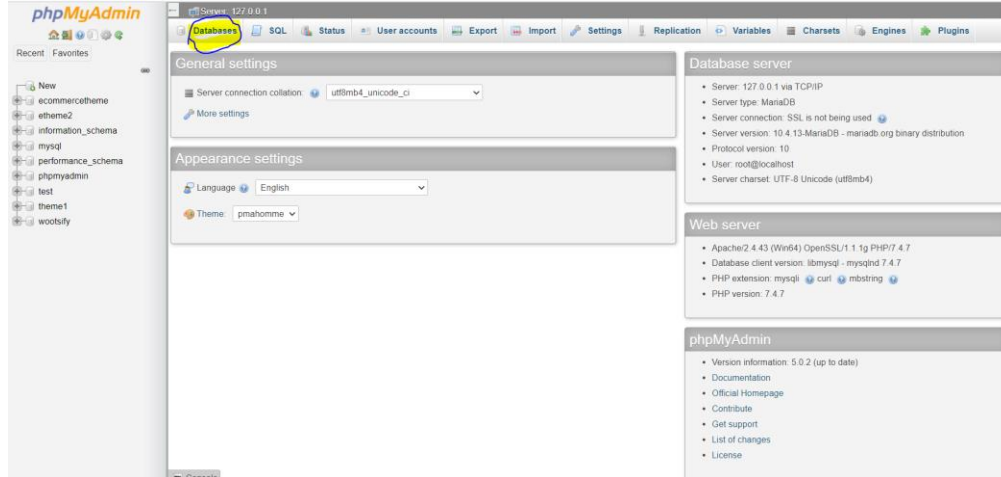 phpMyAdmin
Recent Favorites
New
ecommercetheme
etheme2
information_schema
mysql
performance_schema
phpmyadmin
test
theme1
wootsify
Server: 127.0.0.1
Databases SQL Status User accounts Export Import Settings Replication Variables Charsets Engines Plugins
General settings
Server connection collation: utf8mb4_unicode_ci
More settings
Appearance settings
Language English
Theme: pmahomme
Database server
Server: 127.0.0.1 via TCP/IP
Server type: MariaDB
Server connection: SSL is not being used
Server version: 10.4.13-MariaDB - mariadb.org binary distribution
Protocol version: 10
User: root@localhost
Server charset: UTF-8 Unicode (utf8mb4)
Web server
Apache/2.4.43 (Win64) OpenSSL/1.1.1g PHP/7.4.7
Database client version: libmysql - mysqlnd 7.4.7
PHP extension: mysqli curl mbstring
PHP version: 7.4.7
phpMyAdmin
Version information: 5.0.2 (up to date)
Documentation
Official Homepage
Contribute
Get support
List of changes
License
Console